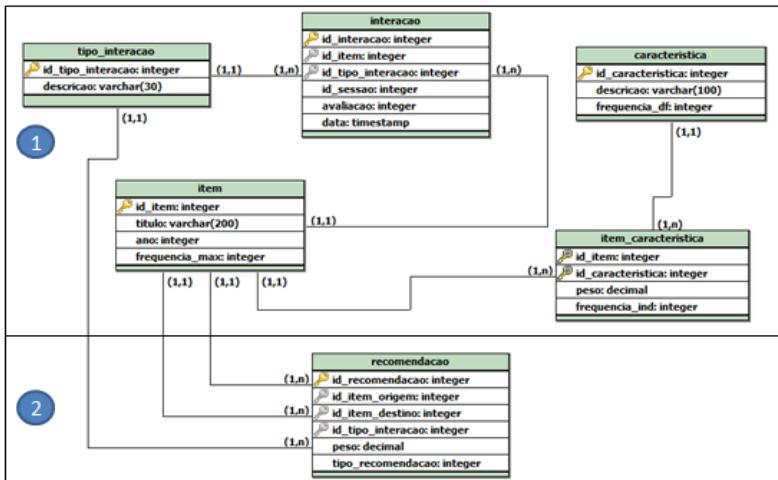 interacao
id_interacao: integer
id_item: integer
id_tipo_interacao: integer
id_sessao: integer
avaliacao: integer
data: timestamp
tipo_interacao
id_tipo_interacao: integer
descricao: varchar(30)
(1,1)
(1,n)
(1,n)
caracteristica
id_caracteristica: integer
descricao: varchar(100)
frequencia_df: integer
(1,1)
(1,1)
1
item
id_item: integer
titulo: varchar(200)
ano: integer
frequencia_max: integer
(1,1)
(1,n)
item_caracteristica
id_item: integer
id_caracteristica: integer
peso: decimal
frequencia_ind: integer
(1,n)
(1,1)
(1,1)
(1,1)
2
recomendacao
id_recomendacao: integer
id_item_origem: integer
id_item_destino: integer
id_tipo_interacao: integer
peso: decimal
tipo_recomendacao: integer
(1,n)
(1,n)
(1,n)